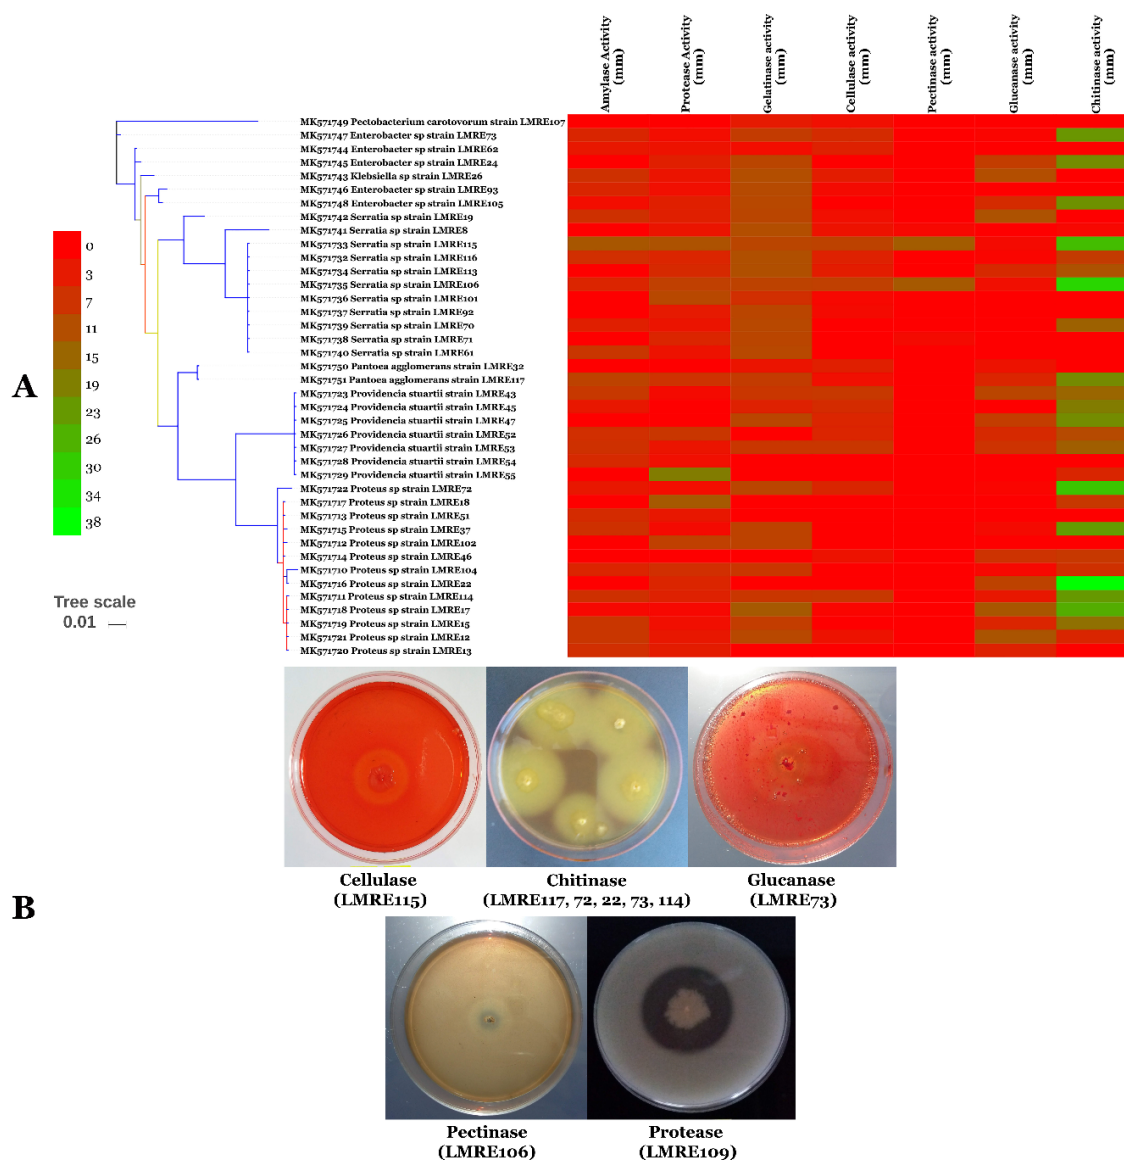 Amylase Activity
(mm)
Protease Activity
(mm)
Gelatinase activity
(mm)
Cellulase activity
(mm)
Pectinase activity
(mm)
Glucanase activity
(mm)
Chitinase activity
(mm)
MK571749 Pectobacterium carotovorum strain LMRE107
MK571747 Enterobacter sp strain LMRE73
MK571744 Enterobacter sp strain LMRE62
MK571745 Enterobacter sp strain LMRE24
MK571743 Klebsiella sp strain LMRE26
MK571746 Enterobacter sp strain LMRE93
MK571748 Enterobacter sp strain LMRE105
MK571742 Serratia sp strain LMRE19
MK571741 Serratia sp strain LMRE8
MK571733 Serratia sp strain LMRE115
MK571732 Serratia sp strain LMRE116
MK571734 Serratia sp strain LMRE113
MK571735 Serratia sp strain LMRE106
MK571736 Serratia sp strain LMRE101
MK571737 Serratia sp strain LMRE92
MK571739 Serratia sp strain LMRE70
MK571738 Serratia sp strain LMRE71
MK571740 Serratia sp strain LMRE61
MK571750 Pantoea agglomerans strain LMRE32
MK571751 Pantoea agglomerans strain LMRE117
MK571723 Providencia stuartii strain LMRE43
MK571724 Providencia stuartii strain LMRE45
MK571725 Providencia stuartii strain LMRE47
MK571726 Providencia stuartii strain LMRE52
MK571727 Providencia stuartii strain LMRE53
MK571728 Providencia stuartii strain LMRE54
MK571729 Providencia stuartii strain LMRE55
MK571722 Proteus sp strain LMRE72
MK571717 Proteus sp strain LMRE18
MK571713 Proteus sp strain LMRE51
MK571715 Proteus sp strain LMRE37
MK571712 Proteus sp strain LMRE102
MK571714 Proteus sp strain LMRE46
MK571710 Proteus sp strain LMRE104
MK571716 Proteus sp strain LMRE22
MK571711 Proteus sp strain LMRE114
MK571718 Proteus sp strain LMRE17
MK571719 Proteus sp strain LMRE15
MK571721 Proteus sp strain LMRE12
MK571720 Proteus sp strain LMRE13
0
3
7
11
15
19
23
26
30
34
38
A
Tree scale
0.01
Cellulase
(LMRE115)
Chitinase
(LMRE117, 72, 22, 73, 114)
Glucanase
(LMRE73)
B
Pectinase
(LMRE106)
Protease
(LMRE109)